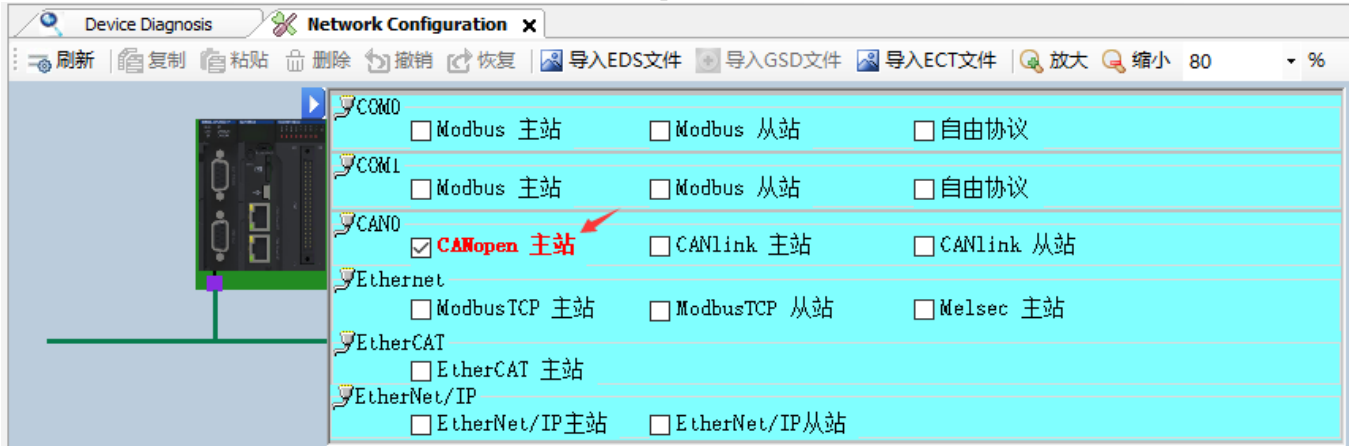 Device Diagnosis Network Configuration x
刷新 复制 粘贴 删除 撤销 恢复 导入EDS文件 导入GSD文件 导入ECT文件 放大 缩小 80 %
COM0
Modbus 主站 Modbus 从站 自由协议
COM1
Modbus 主站 Modbus 从站 自由协议
CAN0
CANopen 主站 CANlink 主站 CANlink 从站
Ethernet
ModbusTCP 主站 ModbusTCP 从站 Melsec 主站
EtherCAT
EtherCAT 主站
EtherNet/IP
EtherNet/IP主站 EtherNet/IP从站